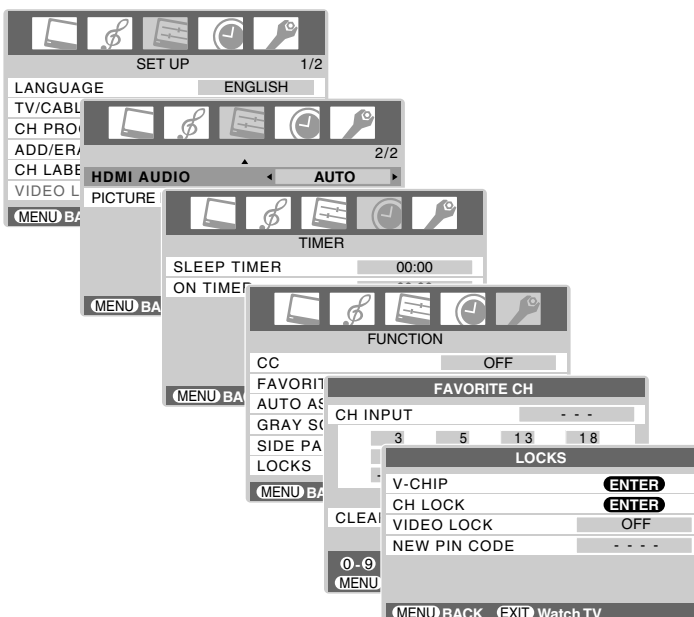 SET UP 1/2
LANGUAGE ENGLISH
TV/CABL
CH PRO
ADD/ER
CH LABE
VIDEO L
MENU BA
2/2
HDMI AUDIO AUTO
PICTURE
MENU BA
TIMER
SLEEP TIMER 00:00
ON TIMER
MENU BA
FUNCTION
CC OFF
FAVORIT
AUTO AS
GRAY SC
SIDE PA
LOCKS
MENU BA
FAVORITE CH
CH INPUT - - -
3 5 13 18
CLEA
0-9
MENU
LOCKS
V-CHIP ENTER
CH LOCK ENTER
VIDEO LOCK OFF
NEW PIN CODE - - - -
MENU BACK EXIT Watch TV